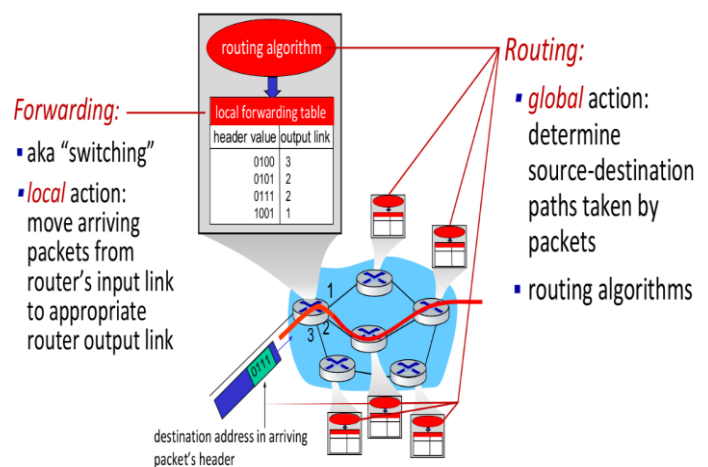 routing algorithm
local forwarding table
header value output link
0100 3
0101 2
0111 2
1001 1
Forwarding:
▪ aka “switching”
▪ local action:
move arriving
packets from
router’s input link
to appropriate
router output link
Routing:
▪ global action:
determine
source-destination
paths taken by
packets
▪ routing algorithms
1
2
3
0111
destination address in arriving
packet’s header